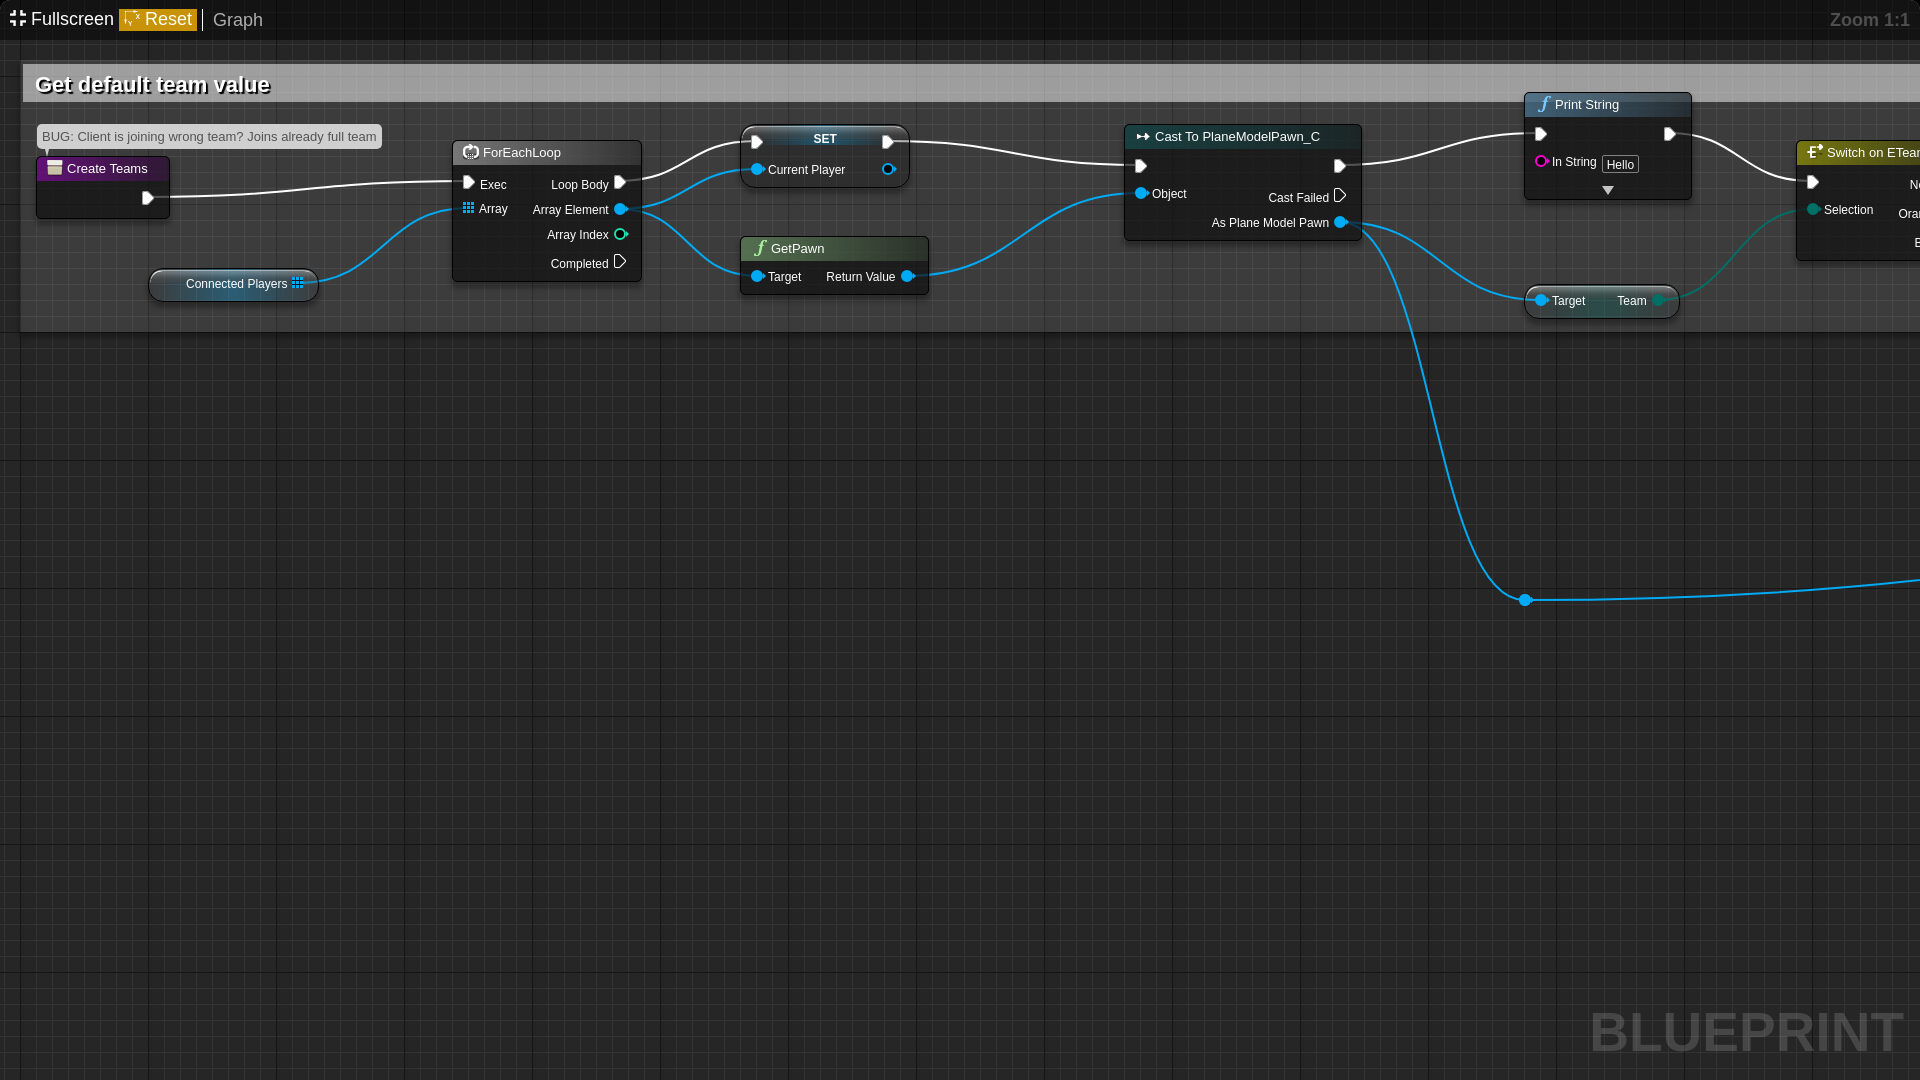 Fullscreen Reset Graph
Zoom 1:1
Get default team value
BUG: Client is joining wrong team? Joins already full team
Create Teams
Connected Players
ForEachLoop
Exec Loop Body
Array Array Element
Array Index
Completed
SET
Current Player
GetPawn
Target Return Value
Cast To PlaneModelPawn_C
Object
Cast Failed
As Plane Model Pawn
Print String
In String Hello
Target Team
Switch on ETeam
Selection
BLUEPRINT